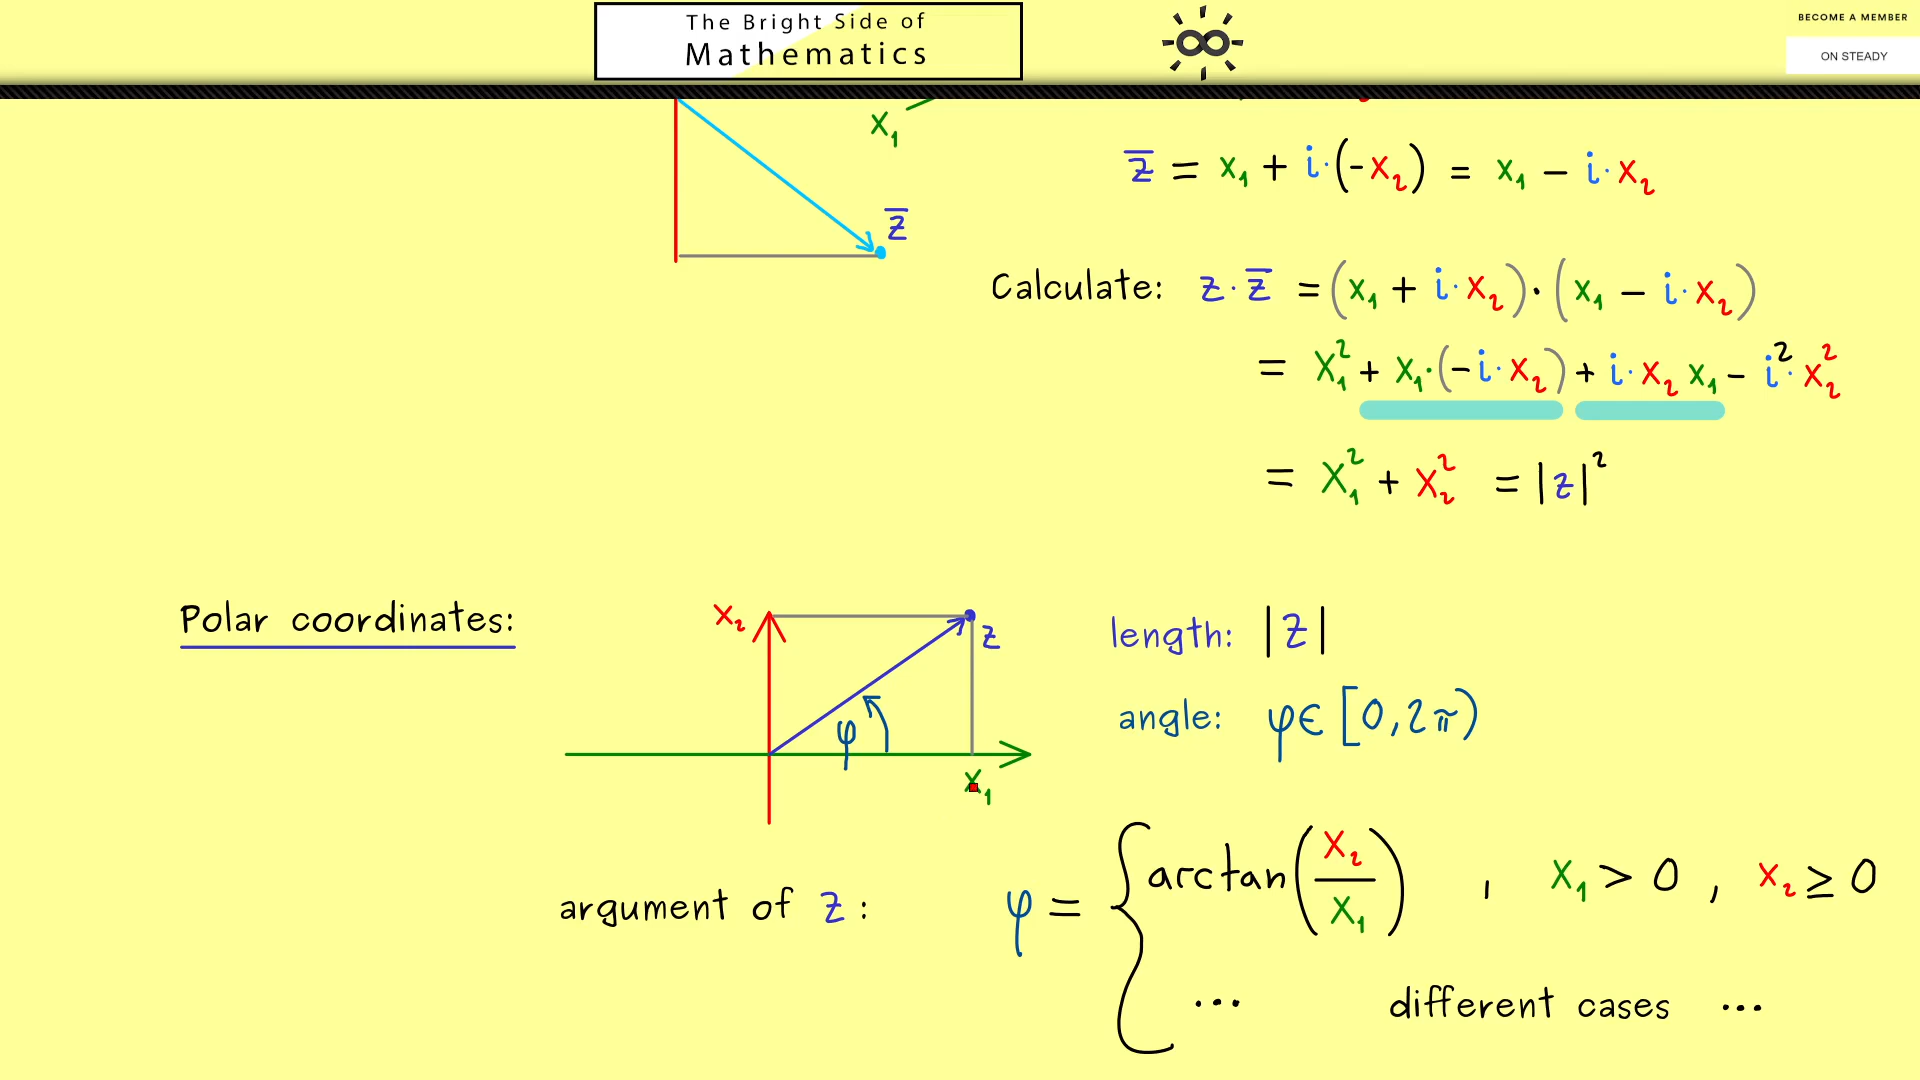 The Bright Side of
Mathematics
BECOME A MEMBER
ON STEADY
x₁
z̅
z̅ = x₁ + i·(-x₂) = x₁ − i·x₂
Calculate: z·z̅ = (x₁ + i·x₂)·(x₁ − i·x₂)
= x₁² + x₁·(−i·x₂) + i·x₂ x₁ − i²·x₂²
= x₁² + x₂² = |z|²
Polar coordinates:
x₂
z
φ
x₁
length: |z|
angle: φ∈[0,2π)
argument of z: φ = { arctan(x₂/x₁) , x₁ > 0 , x₂ ≥ 0
... different cases ...